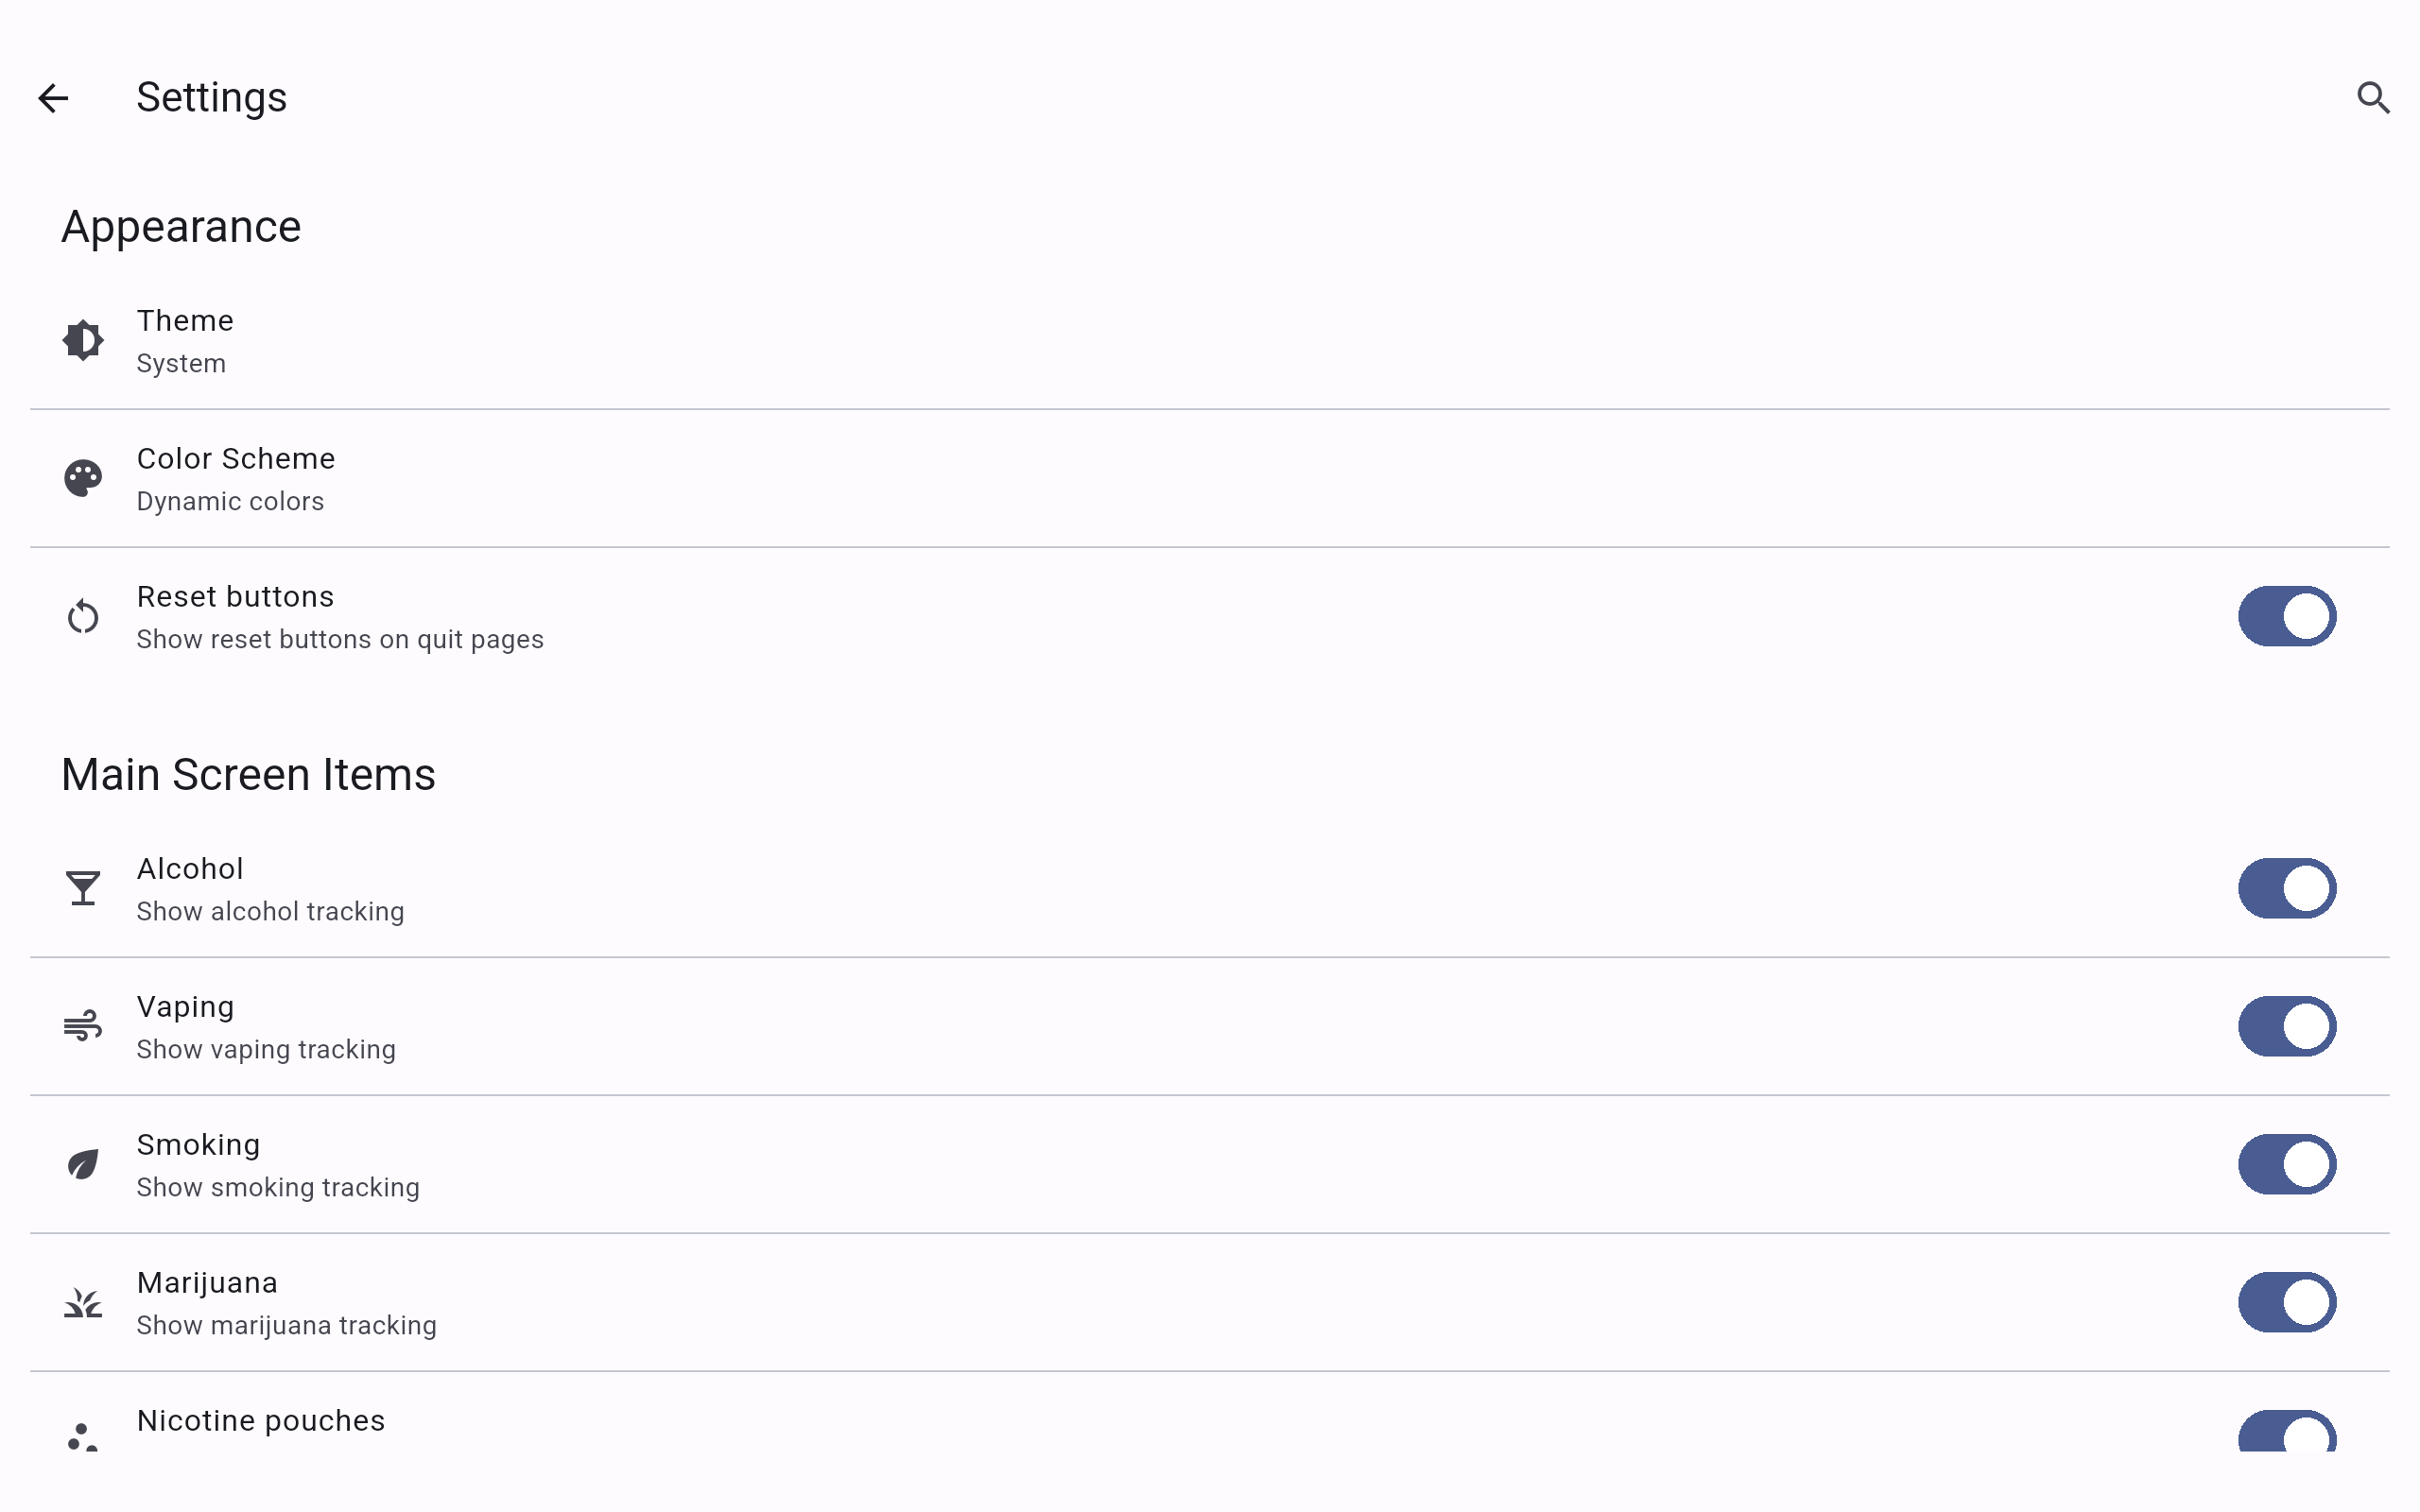 Settings
Appearance
Theme
System
Color Scheme
Dynamic colors
Reset buttons
Show reset buttons on quit pages
Main Screen Items
Alcohol
Show alcohol tracking
Vaping
Show vaping tracking
Smoking
Show smoking tracking
Marijuana
Show marijuana tracking
Nicotine pouches